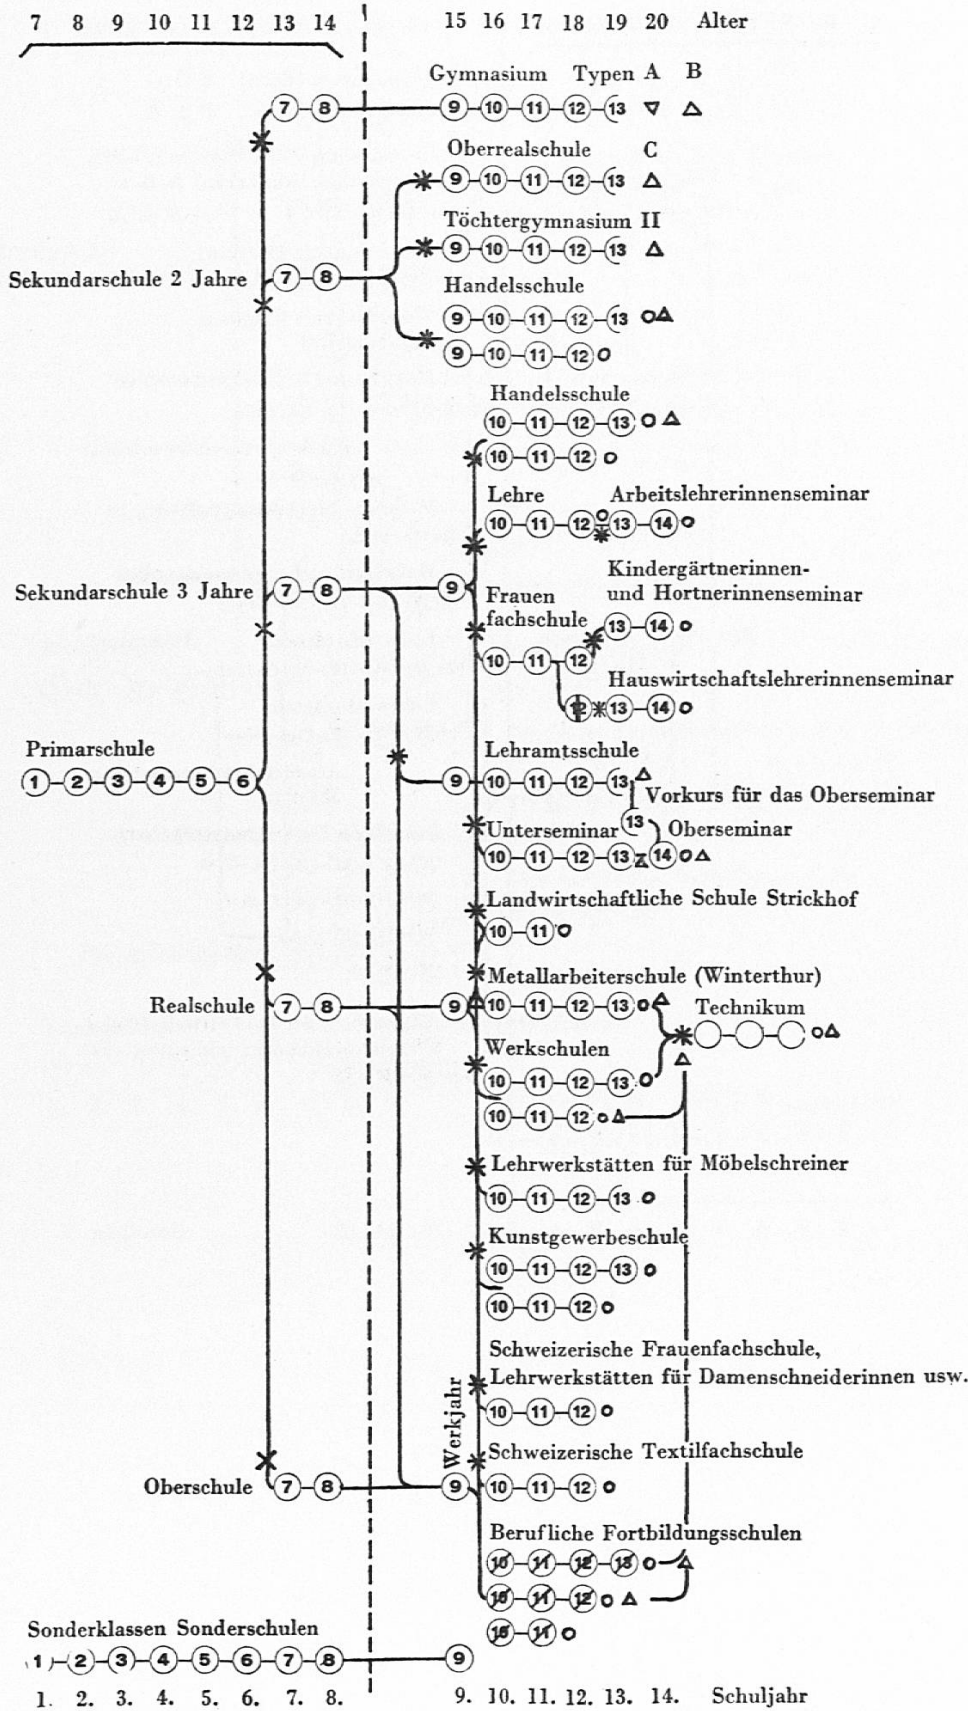 7 8 9 10 11 12 13 14 15 16 17 18 19 20 Alter
Gymnasium Typen A B
7 8 9 10 11 12 13
Oberrealschule C
9 10 11 12 13
Töchtergymnasium II
9 10 11 12 13
Sekundarschule 2 Jahre 7 8
Handelsschule
9 10 11 12 13
9 10 11 12
Handelsschule
10 11 12 13
10 11 12
Lehre Arbeitslehrerinnenseminar
10 11 12 13 14
Kindergärtnerinnen-
und Hortnerinnenseminar
Sekundarschule 3 Jahre 7 8 9
Frauen
fachschule
13 14
10 11 12
Hauswirtschaftslehrerinnenseminar
12 13 14
Primarschule
1 2 3 4 5 6
Lehramtsschule
9 10 11 12 13
Vorkurs für das Oberseminar
13
Unterseminar Oberseminar
10 11 12 13 14
Landwirtschaftliche Schule Strickhof
10 11
Metallarbeiterschule (Winterthur)
Realschule 7 8 9 10 11 12 13
Technikum
Werkschulen
10 11 12 13
10 11 12
Lehrwerkstätten für Möbelschreiner
10 11 12 13
Kunstgewerbeschule
10 11 12 13
10 11 12
Schweizerische Frauenfachschule,
Lehrwerkstätten für Damenschneiderinnen usw.
10 11 12
Werkjahr
Schweizerische Textilfachschule
Oberschule 7 8 9 10 11 12
Berufliche Fortbildungsschulen
10 11 12 13
10 11 12
10 11
Sonderklassen Sonderschulen
1 2 3 4 5 6 7 8 9
1. 2. 3. 4. 5. 6. 7. 8. 9. 10. 11. 12. 13. 14. Schuljahr